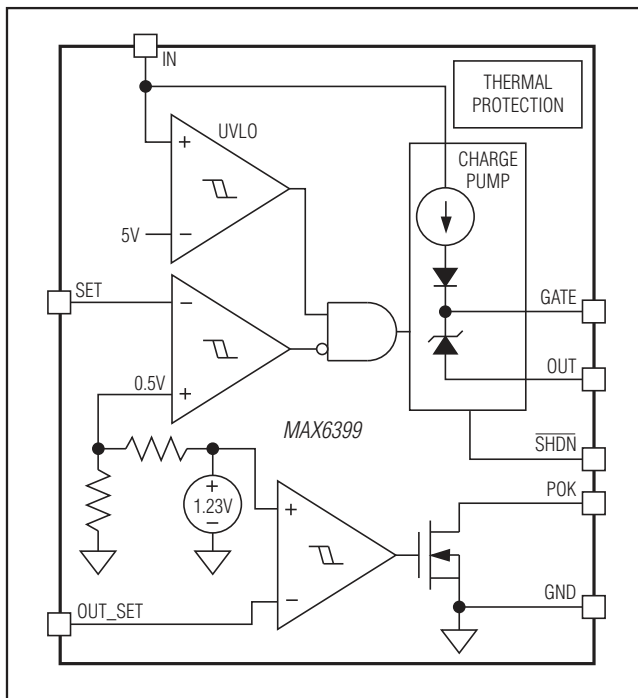 IN
THERMAL
PROTECTION
UVLO
+
CHARGE
PUMP
5V
−
SET
−
GATE
OUT
0.5V
+
MAX6399
SHDN
POK
+
1.23V
−
+
−
OUT_SET
GND